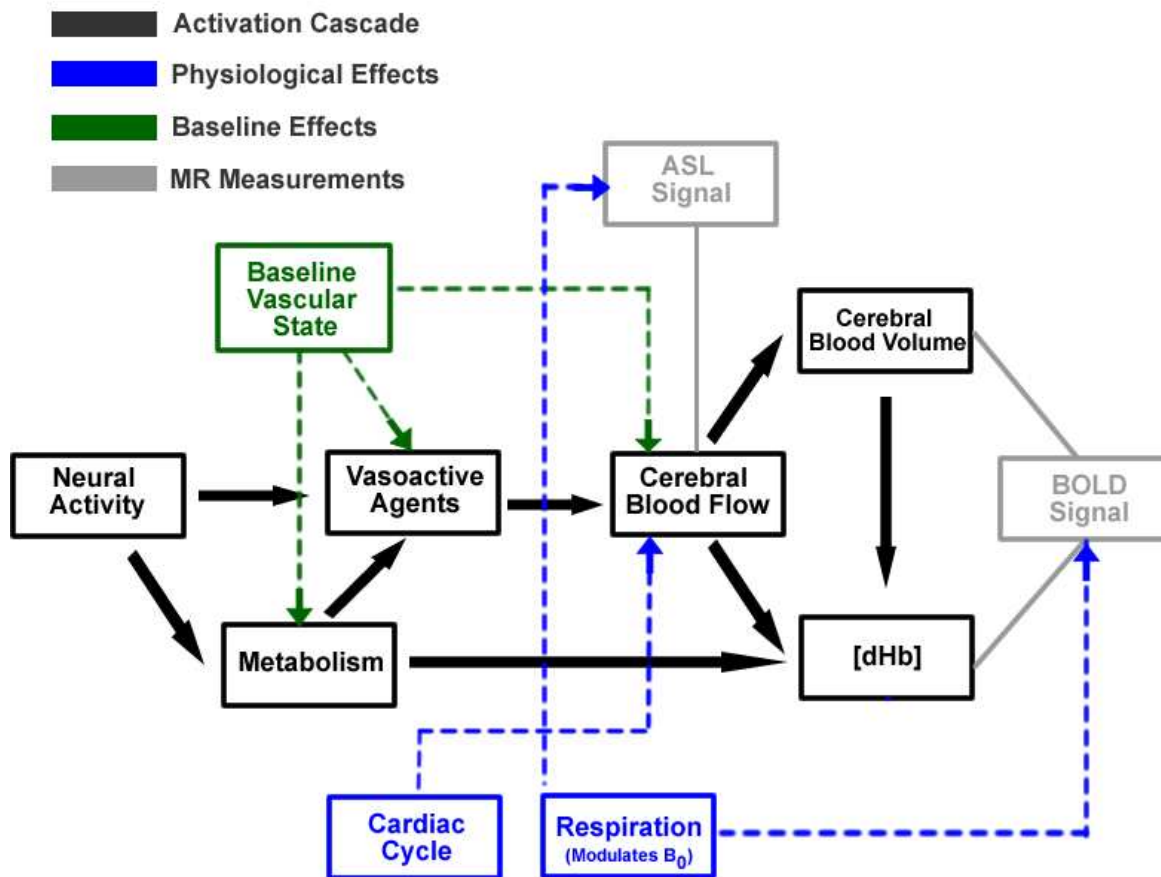 Activation Cascade
Physiological Effects
Baseline Effects
MR Measurements
ASL
Signal
Baseline
Vascular
State
Cerebral
Blood Volume
Neural
Activity
Vasoactive
Agents
Cerebral
Blood Flow
BOLD
Signal
Metabolism
[dHb]
Cardiac
Cycle
Respiration
(Modulates B₀)